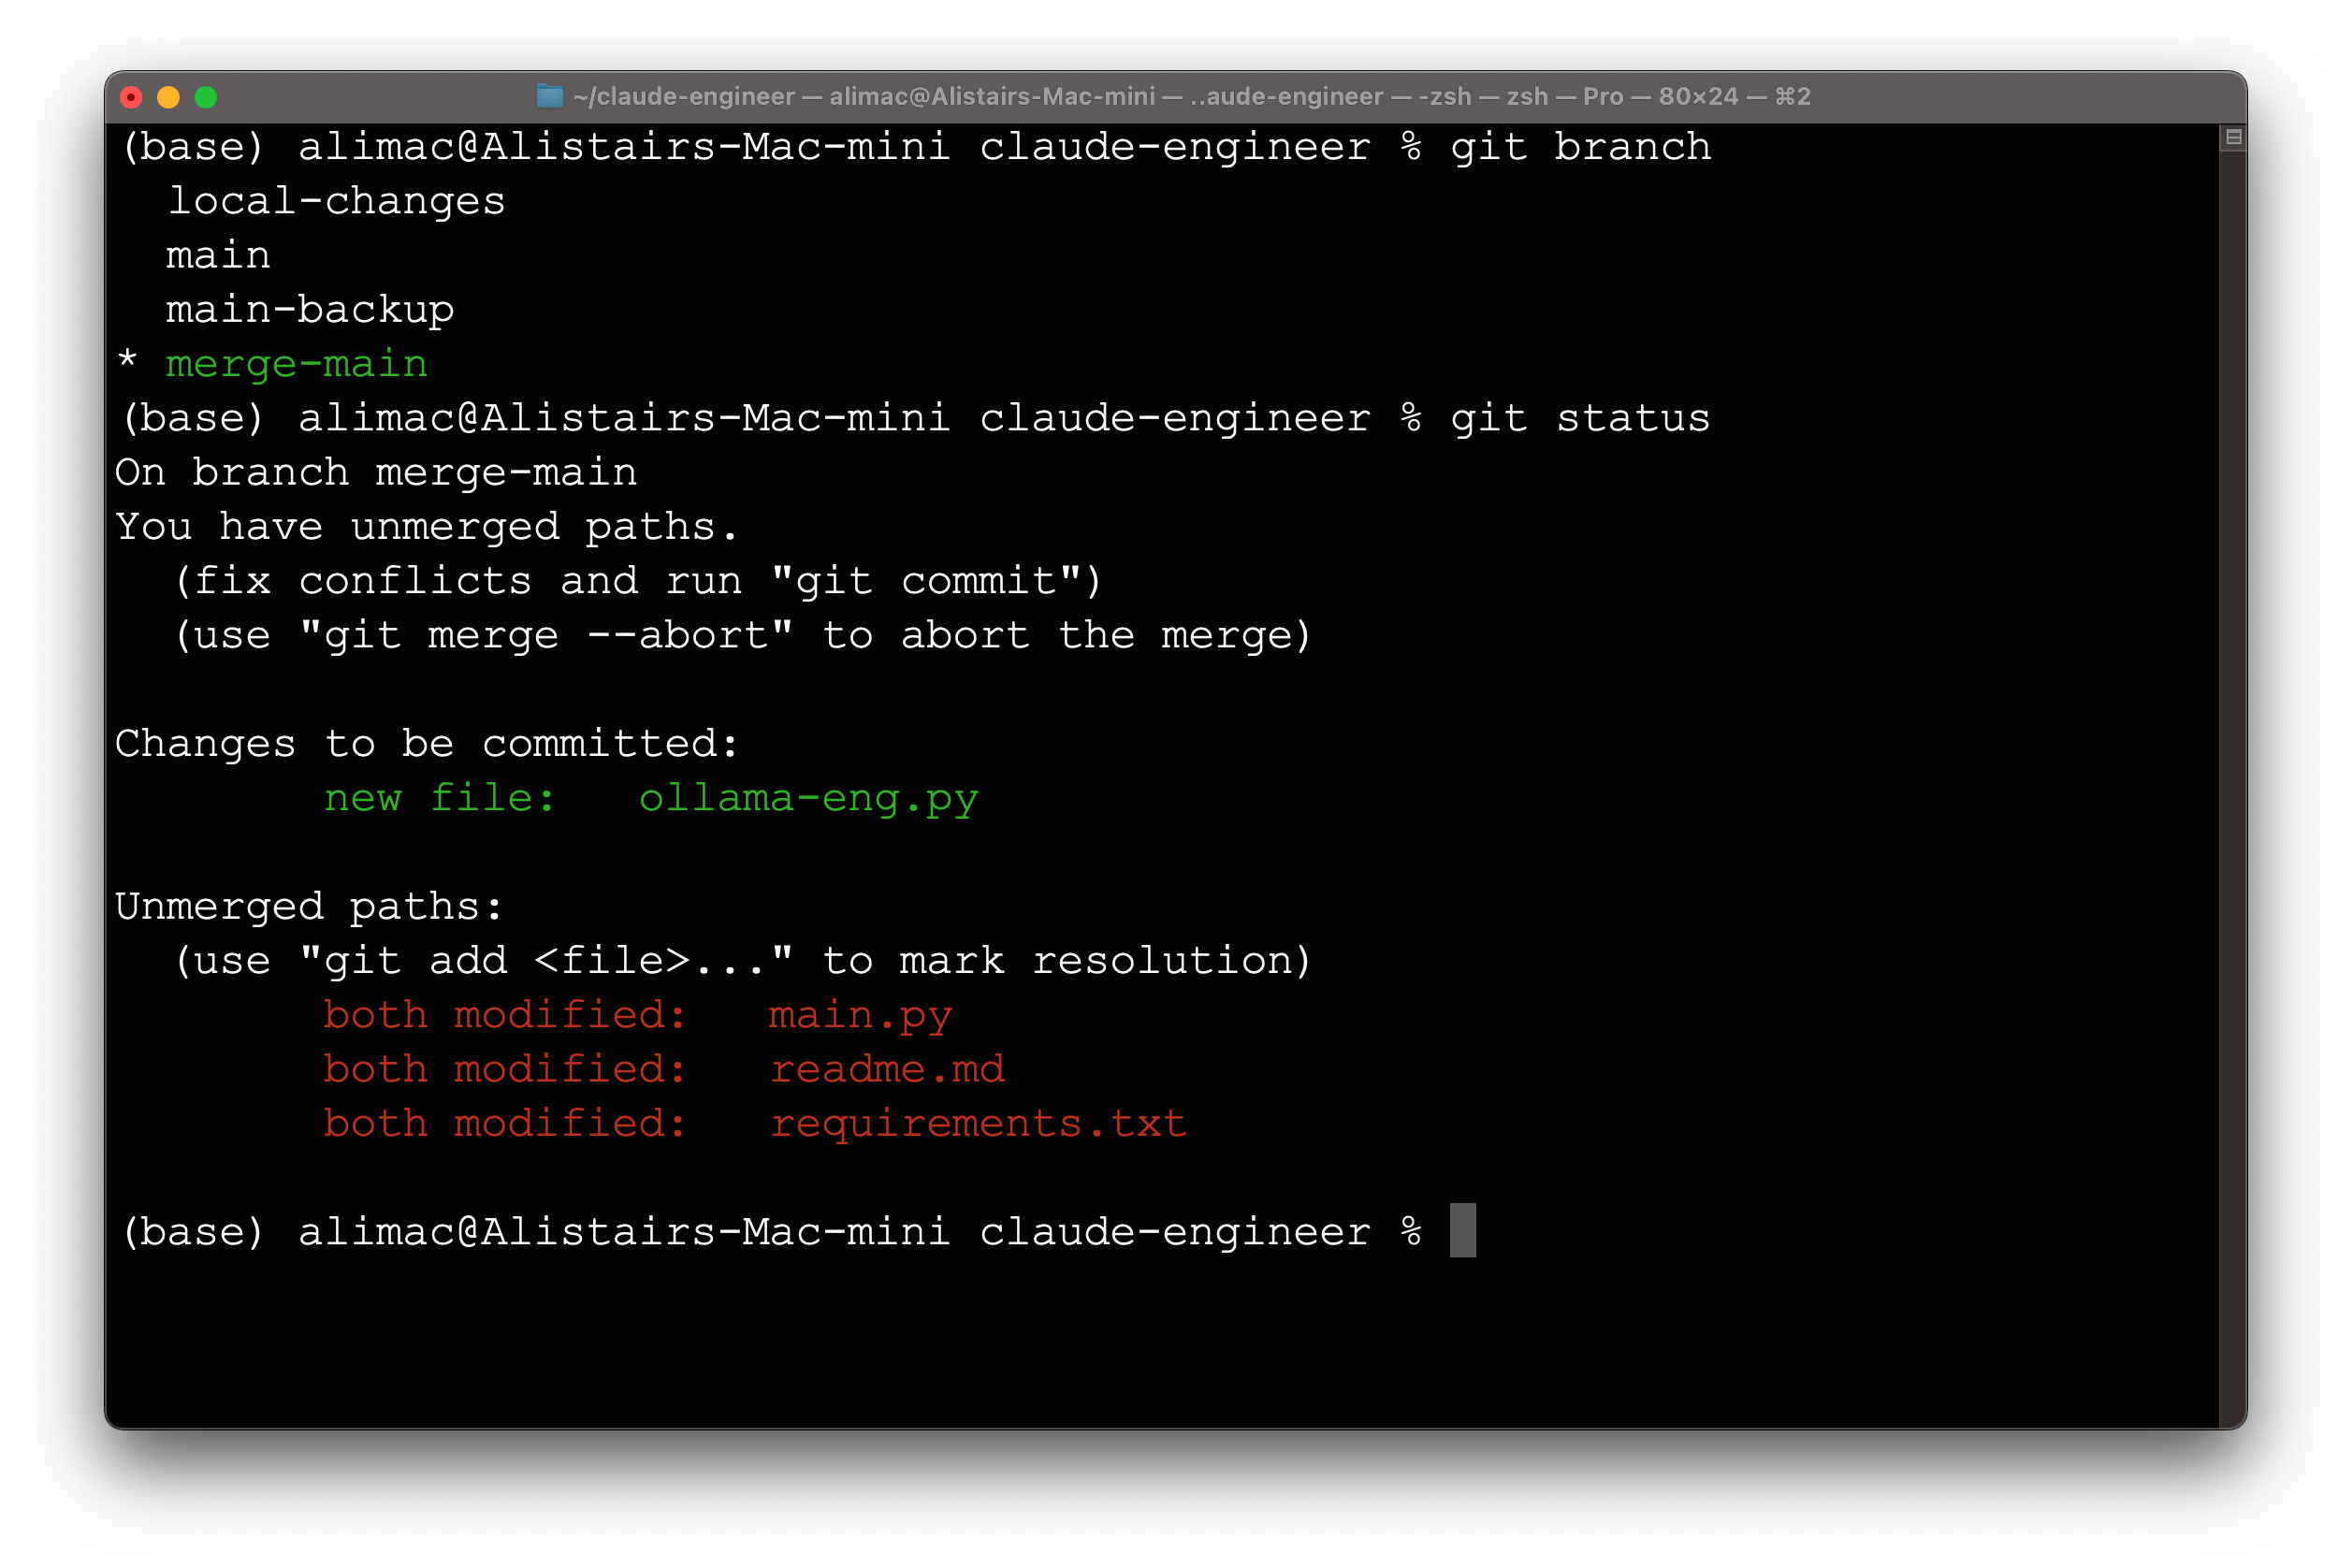 ~/claude-engineer — alimac@Alistairs-Mac-mini — ..aude-engineer — -zsh — zsh — Pro — 80×24 — ⌘2
(base) alimac@Alistairs-Mac-mini claude-engineer % git branch
  local-changes
  main
  main-backup
* merge-main
(base) alimac@Alistairs-Mac-mini claude-engineer % git status
On branch merge-main
You have unmerged paths.
  (fix conflicts and run "git commit")
  (use "git merge --abort" to abort the merge)
Changes to be committed:
        new file:   ollama-eng.py
Unmerged paths:
  (use "git add <file>..." to mark resolution)
        both modified:   main.py
        both modified:   readme.md
        both modified:   requirements.txt
(base) alimac@Alistairs-Mac-mini claude-engineer %